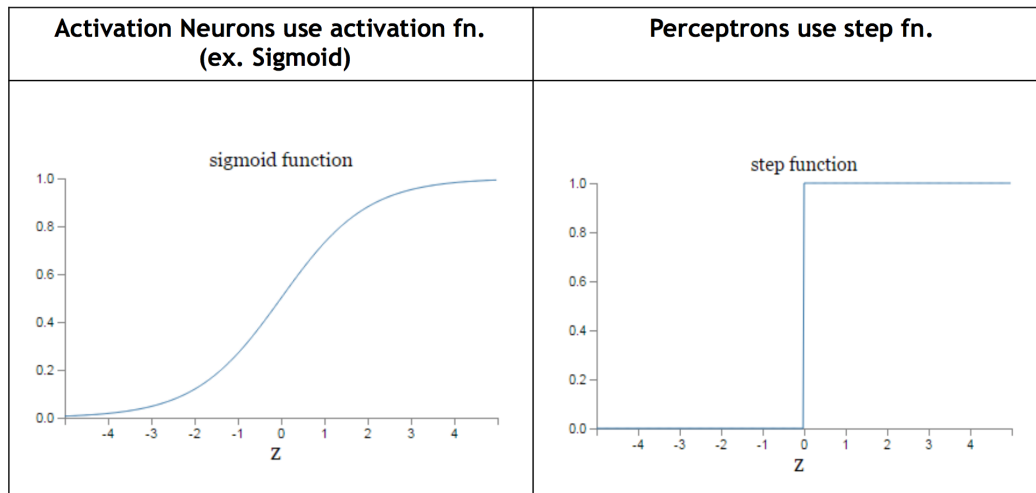 Activation Neurons use activation fn.
(ex. Sigmoid)
Perceptrons use step fn.
sigmoid function
1.0
0.8
0.6
0.4
0.2
0.0
-4 -3 -2 -1 0 1 2 3 4
Z
step function
1.0
0.8
0.6
0.4
0.2
0.0
-4 -3 -2 -1 0 1 2 3 4
Z